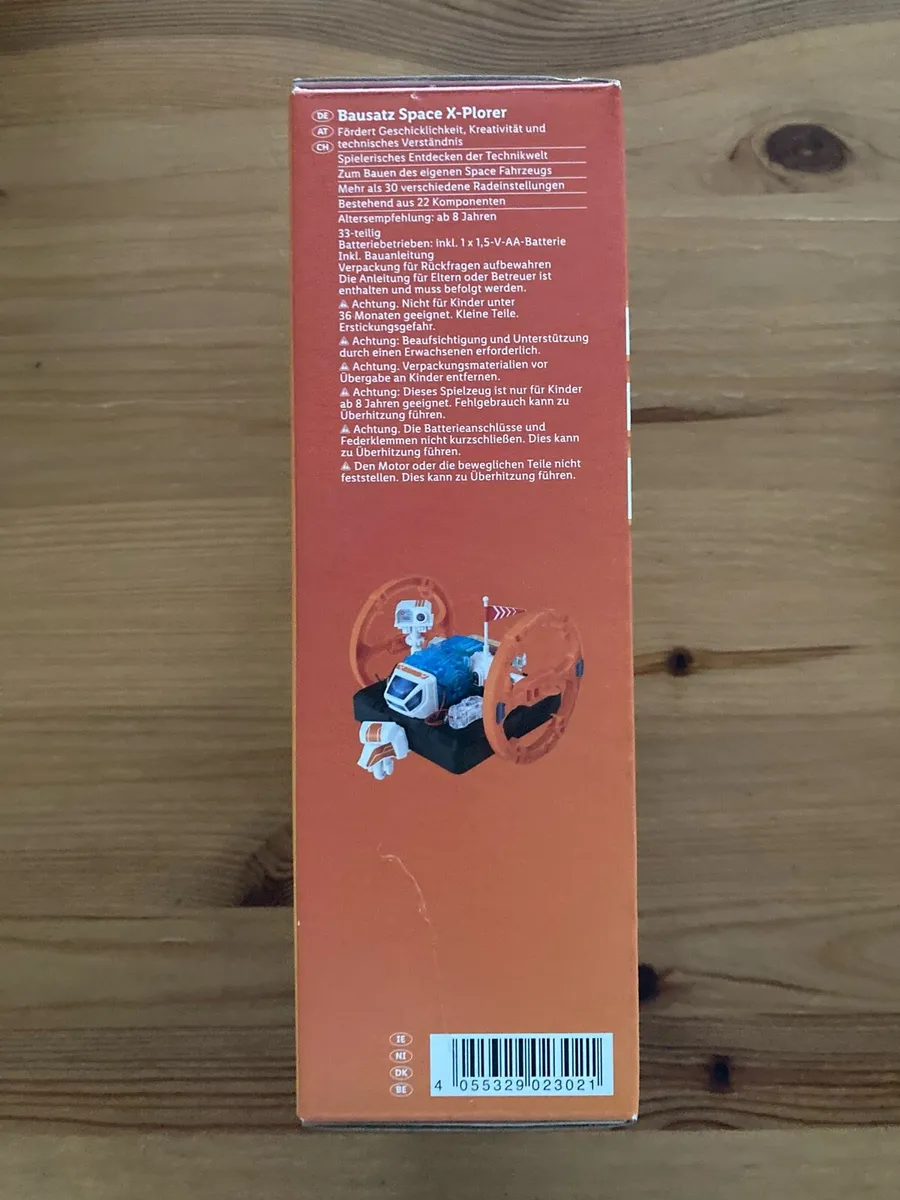 DE Bausatz Space X-Plorer
AT Fördert Geschicklichkeit, Kreativität und
CH technisches Verständnis
Spielerisches Entdecken der Technikwelt
Zum Bauen des eigenen Space Fahrzeugs
Mehr als 30 verschiedene Radeinstellungen
Bestehend aus 22 Komponenten
Altersempfehlung: ab 8 Jahren
33-teilig
Batteriebetrieben: inkl. 1 x 1,5-V-AA-Batterie
Inkl. Bauanleitung
Verpackung für Rückfragen aufbewahren
Die Anleitung für Eltern oder Betreuer ist
enthalten und muss befolgt werden.
⚠ Achtung. Nicht für Kinder unter
36 Monaten geeignet. Kleine Teile.
Erstickungsgefahr.
⚠ Achtung: Beaufsichtigung und Unterstützung
durch einen Erwachsenen erforderlich.
⚠ Achtung. Verpackungsmaterialien vor
Übergabe an Kinder entfernen.
⚠ Achtung: Dieses Spielzeug ist nur für Kinder
ab 8 Jahren geeignet. Fehlgebrauch kann zu
Überhitzung führen.
⚠ Achtung. Die Batterieanschlüsse und
Federklemmen nicht kurzschließen. Dies kann
zu Überhitzung führen.
⚠ Den Motor oder die beweglichen Teile nicht
feststellen. Dies kann zu Überhitzung führen.
IE
NI
DK
BE
4 055329 023021